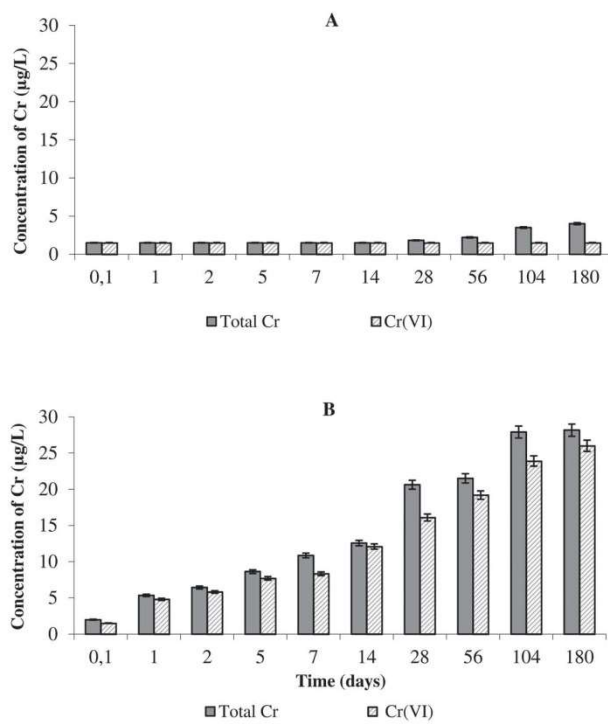 A
Concentration of Cr (µg/L)
30
25
20
15
10
5
0
0,1 1 2 5 7 14 28 56 104 180
Total Cr Cr(VI)
B
Concentration of Cr (µg/L)
30
25
20
15
10
5
0
0,1 1 2 5 7 14 28 56 104 180
Time (days)
Total Cr Cr(VI)